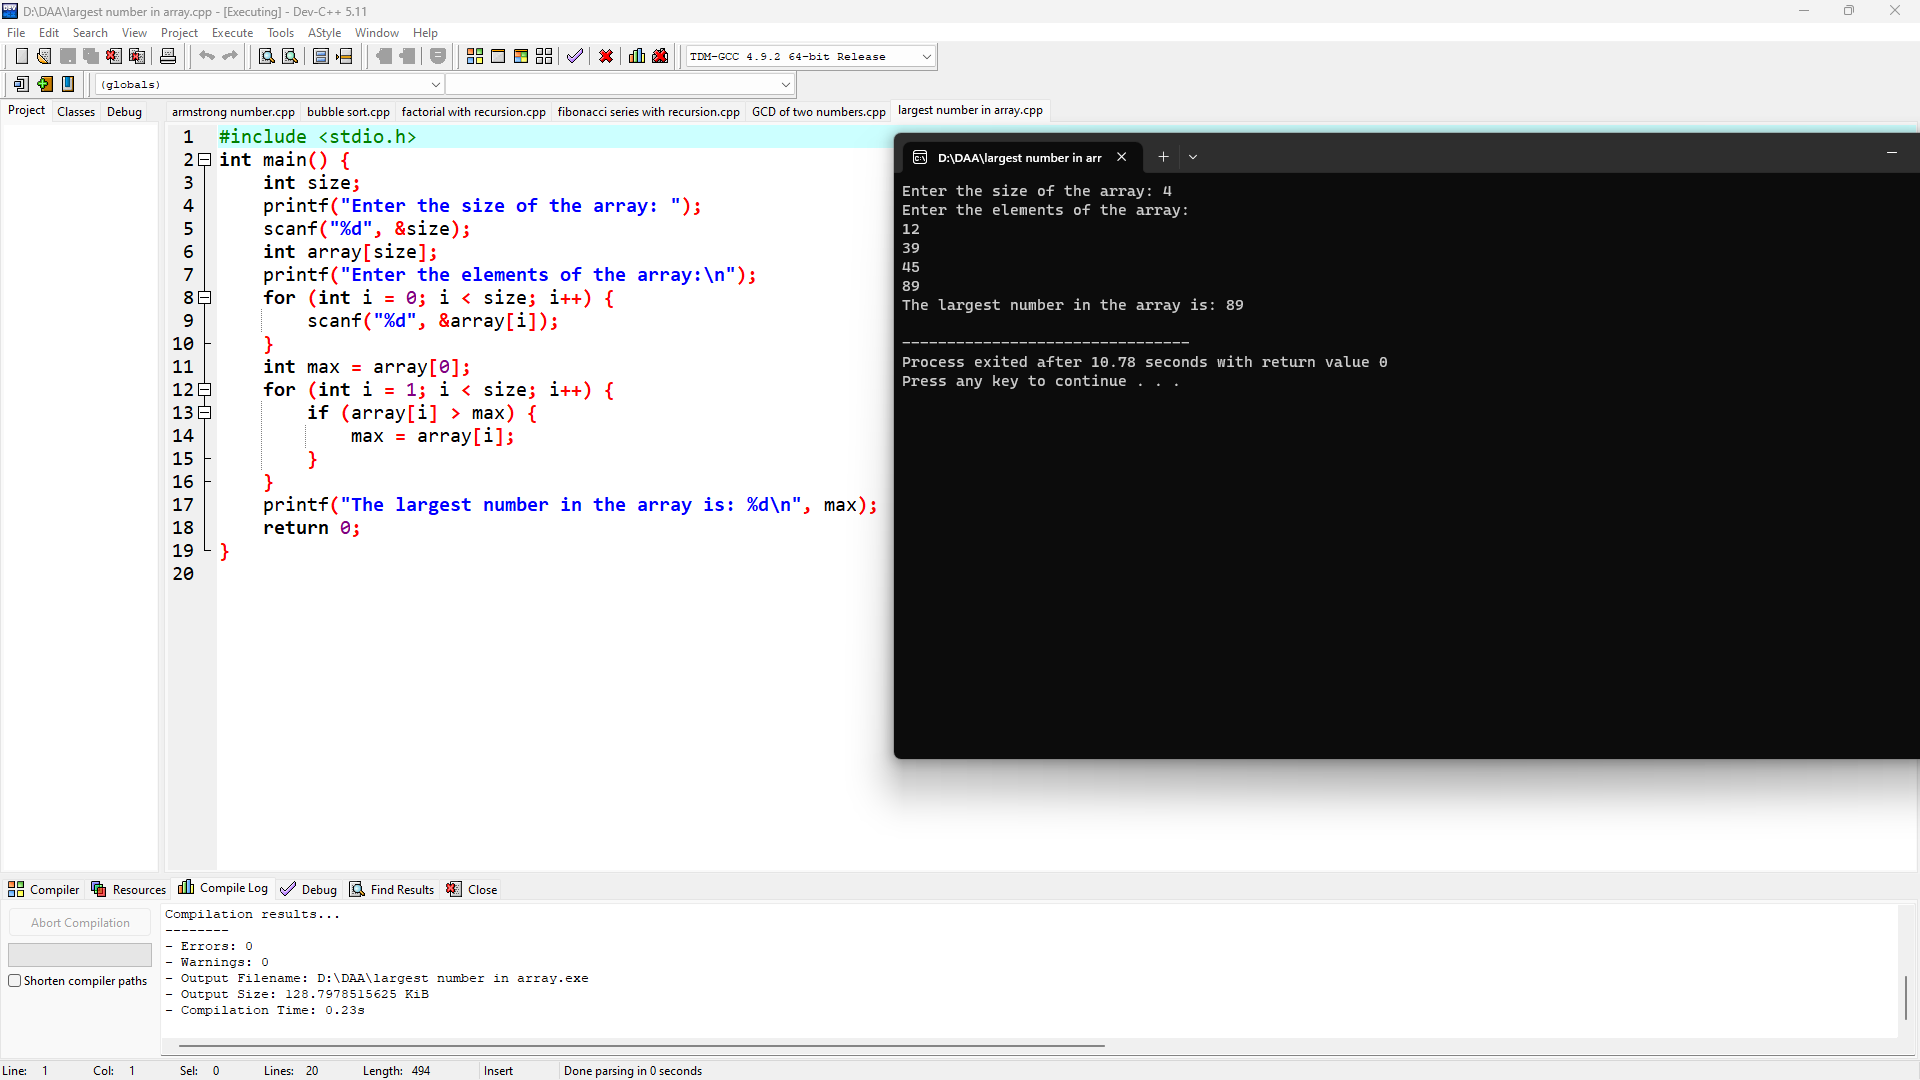 D:\DAA\largest number in array.cpp - [Executing] - Dev-C++ 5.11
File Edit Search View Project Execute Tools AStyle Window Help
TDM-GCC 4.9.2 64-bit Release
(globals)
Project Classes Debug
armstrong number.cpp bubble sort.cpp factorial with recursion.cpp fibonacci series with recursion.cpp GCD of two numbers.cpp largest number in array.cpp
1 #include <stdio.h>
2 int main() {
3 int size;
4 printf("Enter the size of the array: ");
5 scanf("%d", &size);
6 int array[size];
7 printf("Enter the elements of the array:\n");
8 for (int i = 0; i < size; i++) {
9 scanf("%d", &array[i]);
10 }
11 int max = array[0];
12 for (int i = 1; i < size; i++) {
13 if (array[i] > max) {
14 max = array[i];
15 }
16 }
17 printf("The largest number in the array is: %d\n", max);
18 return 0;
19 }
20
D:\DAA\largest number in arr
Enter the size of the array: 4
Enter the elements of the array:
12
39
45
89
The largest number in the array is: 89
--------------------------------
Process exited after 10.78 seconds with return value 0
Press any key to continue . . .
Compiler Resources Compile Log Debug Find Results Close
Abort Compilation
Shorten compiler paths
Compilation results...
--------
- Errors: 0
- Warnings: 0
- Output Filename: D:\DAA\largest number in array.exe
- Output Size: 128.7978515625 KiB
- Compilation Time: 0.23s
Line: 1 Col: 1 Sel: 0 Lines: 20 Length: 494 Insert Done parsing in 0 seconds